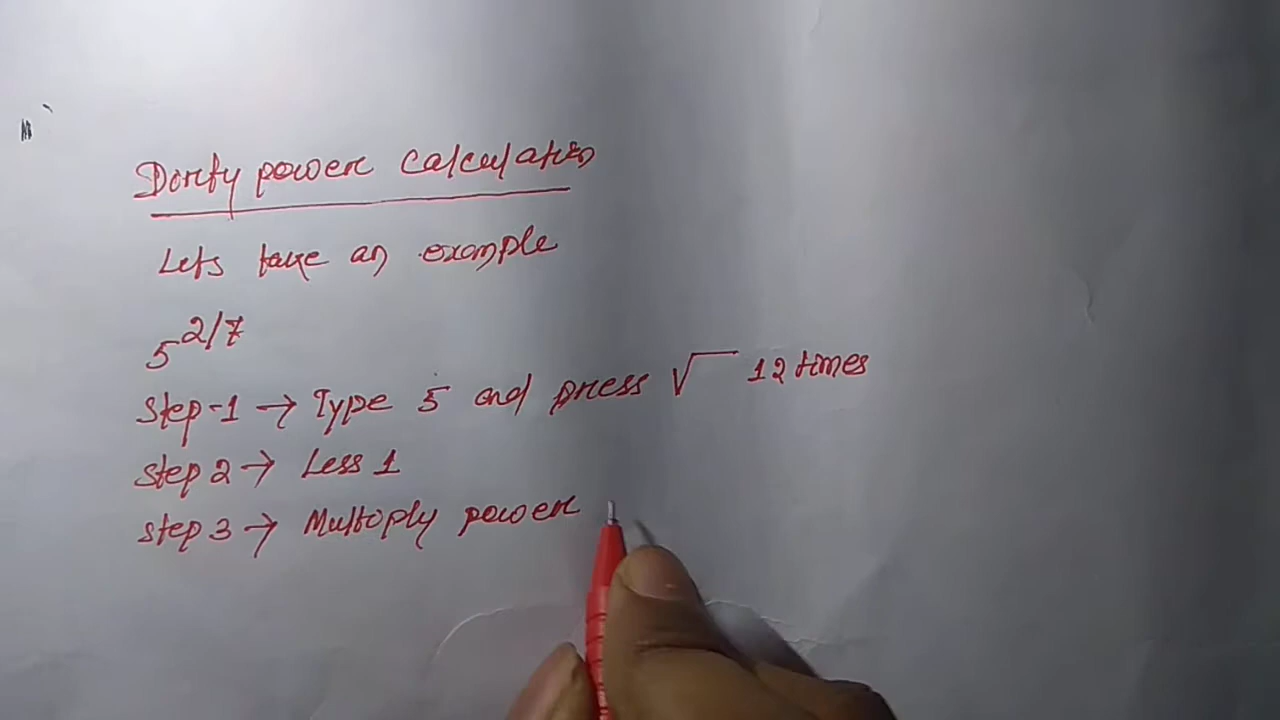 power calculation
Lets take an example
5^2/7
Step-1 → Type 5 and press √ 12 times
Step 2 → Less 1
Step 3 → Multiply power